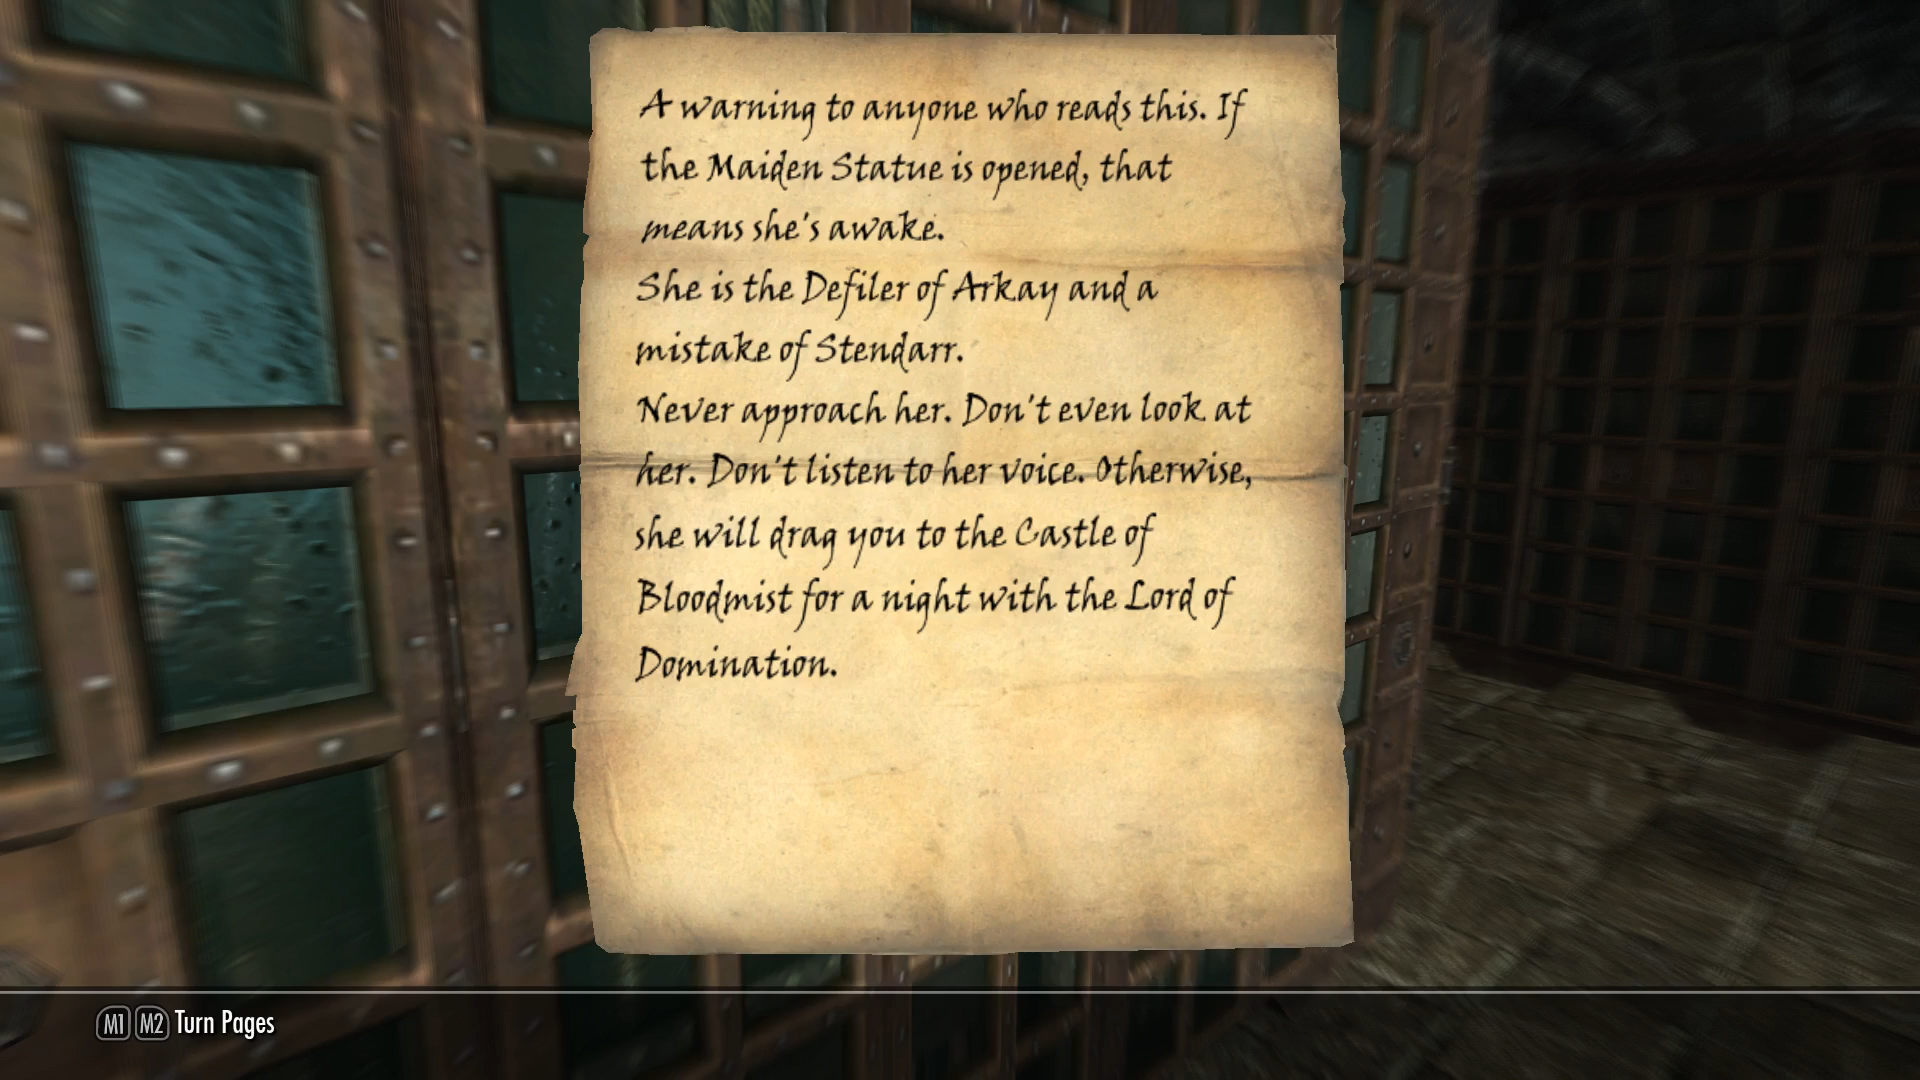 A warning to anyone who reads this. If
the Maiden Statue is opened, that
means she's awake.
She is the Defiler of Arkay and a
mistake of Stendarr.
Never approach her. Don't even look at
her. Don't listen to her voice. Otherwise,
she will drag you to the Castle of
Bloodmist for a night with the Lord of
Domination.
M1 M2 Turn Pages